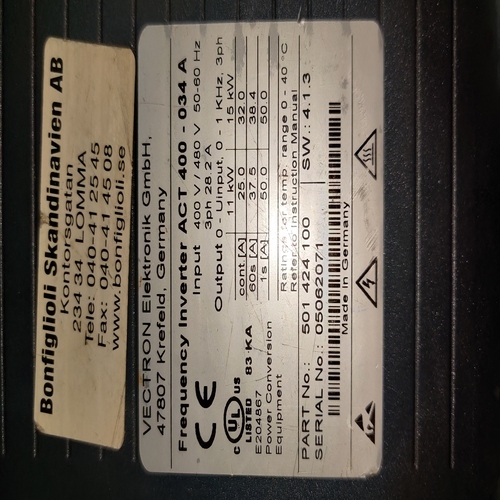 Bonfiglioli Skandinavien AB
Kontorsgatan
234 34 LOMMA
Tele: 040-41 25 45
Fax: 040-41 45 08
www.bonfiglioli.se
VECTRON Elektronik GmbH,
47807 Krefeld, Germany
Frequency Inverter ACT 400 - 034 A
Input 400 V -480 V 50-60 Hz
3ph 28.2 A
Output 0 - Uinput, 0 - 1 KHz, 3ph
11 kW 15 kW
cont.[A] 25.0 32.0
60s [A] 37.5 38.4
1s [A] 50.0 50.0
CE
C UL US
LISTED 83 KA
E204867
Power Conversion
Equipment
Ratings for temp. range 0 - 40 °C
Refer to Instruction Manual
PART No.: 501 424 100
SERIAL No.: 05062071 SW.: 4.1.3
Made in Germany